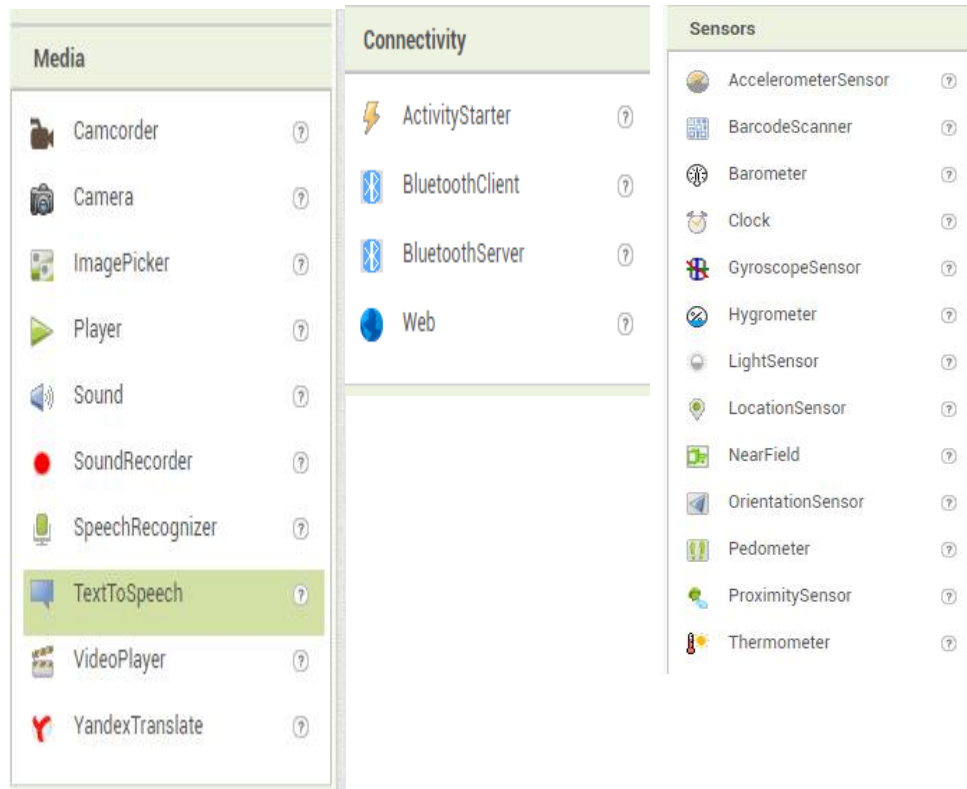 Media
Camcorder
Camera
ImagePicker
Player
Sound
SoundRecorder
SpeechRecognizer
TextToSpeech
VideoPlayer
YandexTranslate
Connectivity
ActivityStarter
BluetoothClient
BluetoothServer
Web
Sensors
AccelerometerSensor
BarcodeScanner
Barometer
Clock
GyroscopeSensor
Hygrometer
LightSensor
LocationSensor
NearField
OrientationSensor
Pedometer
ProximitySensor
Thermometer